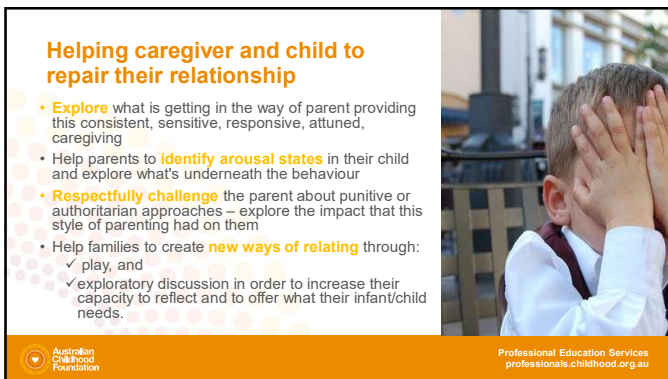 Helping caregiver and child to
repair their relationship
• Explore what is getting in the way of parent providing
this consistent, sensitive, responsive, attuned,
caregiving
• Help parents to identify arousal states in their child
and explore what's underneath the behaviour
• Respectfully challenge the parent about punitive or
authoritarian approaches – explore the impact that this
style of parenting had on them
• Help families to create new ways of relating through:
✓ play, and
✓exploratory discussion in order to increase their
capacity to reflect and to offer what their infant/child
needs.
Australian
Childhood
Foundation
Professional Education Services
professionals.childhood.org.au